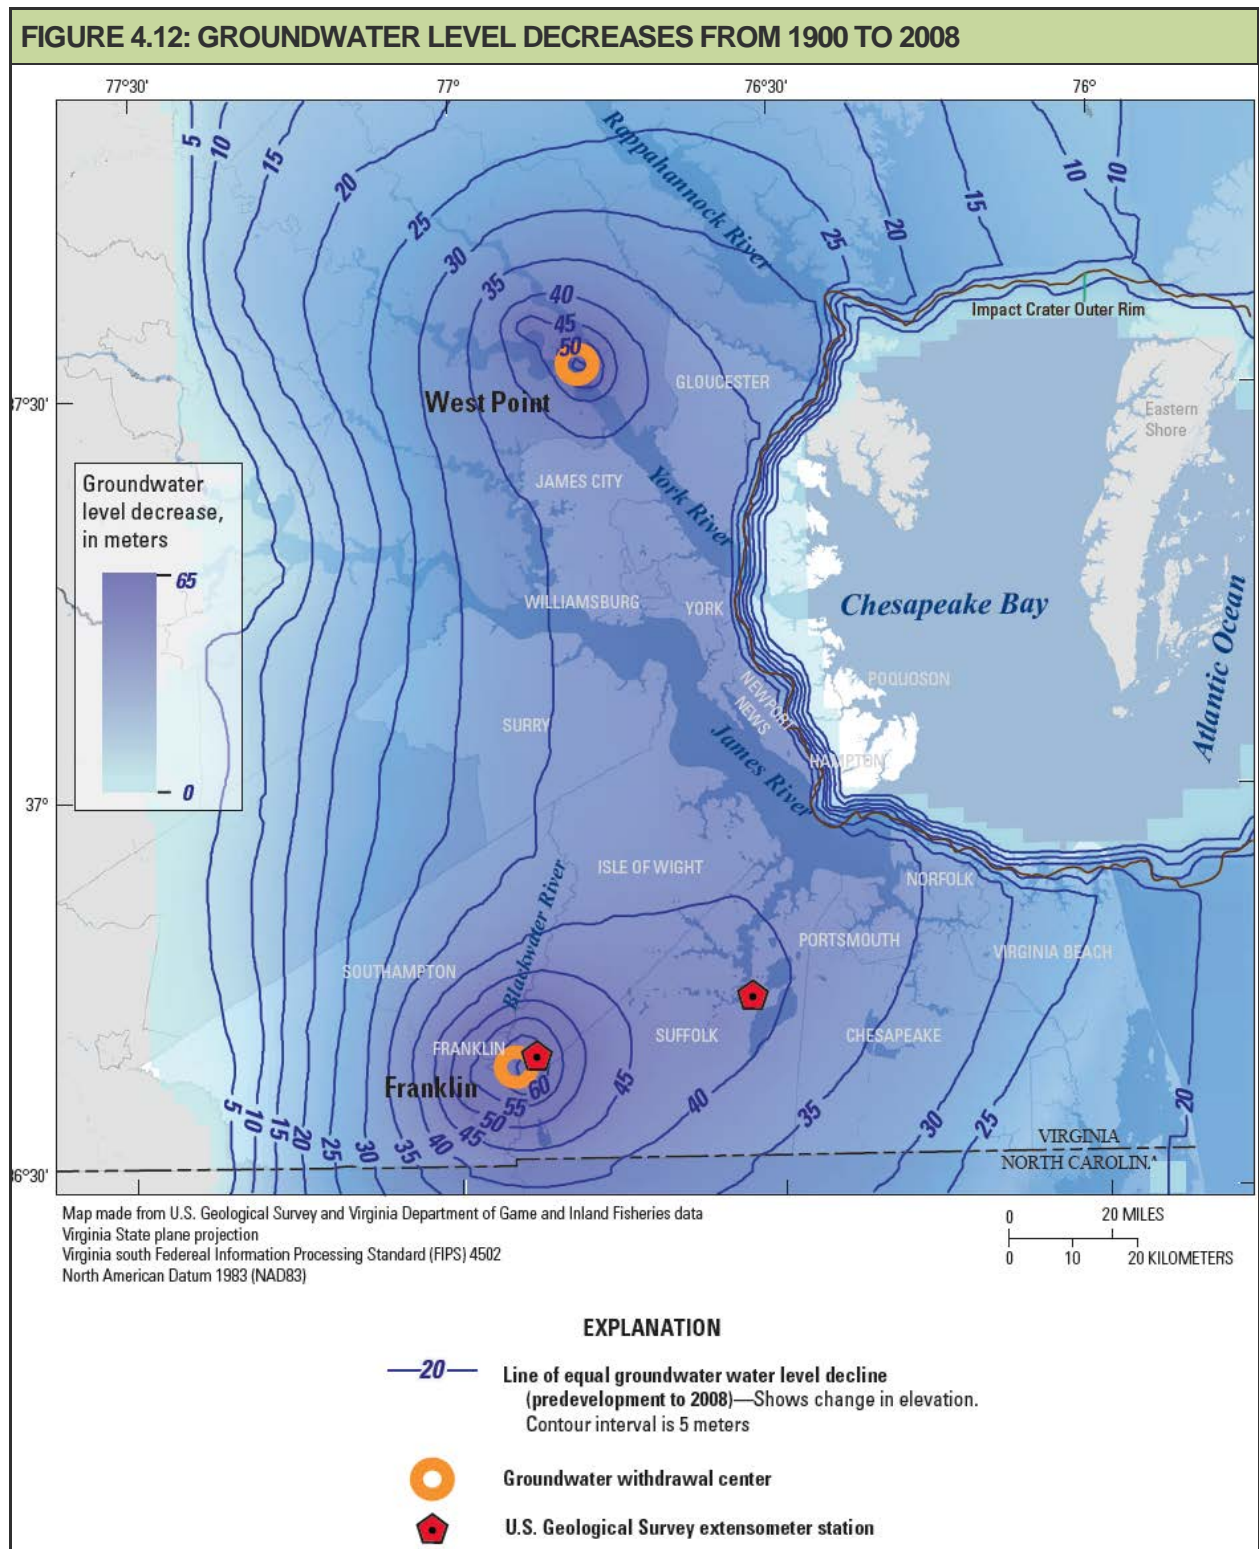 FIGURE 4.12: GROUNDWATER LEVEL DECREASES FROM 1900 TO 2008
77°30'
77°
76°30'
76°
5
10
15
20
25
30
35
40
45
50
Rappahannock River
25
20
15
10
10
Impact Crater Outer Rim
West Point
GLOUCESTER
Eastern
Shore
7°30'
Groundwater
level decrease,
in meters
65
0
JAMES CITY
York River
WILLIAMSBURG
YORK
Chesapeake Bay
Atlantic Ocean
POQUOSON
NEWPORT
NEWS
SURRY
James River
HAMPTON
37°
ISLE OF WIGHT
NORFOLK
Blackwater River
PORTSMOUTH
VIRGINIA BEACH
SOUTHAMPTON
SUFFOLK
CHESAPEAKE
FRANKLIN
Franklin
5
10
15
20
25
30
35
40
45
50
55
60
45
40
35
30
25
20
VIRGINIA
NORTH CAROLINA
6°30'
Map made from U.S. Geological Survey and Virginia Department of Game and Inland Fisheries data
Virginia State plane projection
Virginia south Federeal Information Processing Standard (FIPS) 4502
North American Datum 1983 (NAD83)
0 20 MILES
0 10 20 KILOMETERS
EXPLANATION
20 Line of equal groundwater water level decline
(predevelopment to 2008)—Shows change in elevation.
Contour interval is 5 meters
Groundwater withdrawal center
U.S. Geological Survey extensometer station